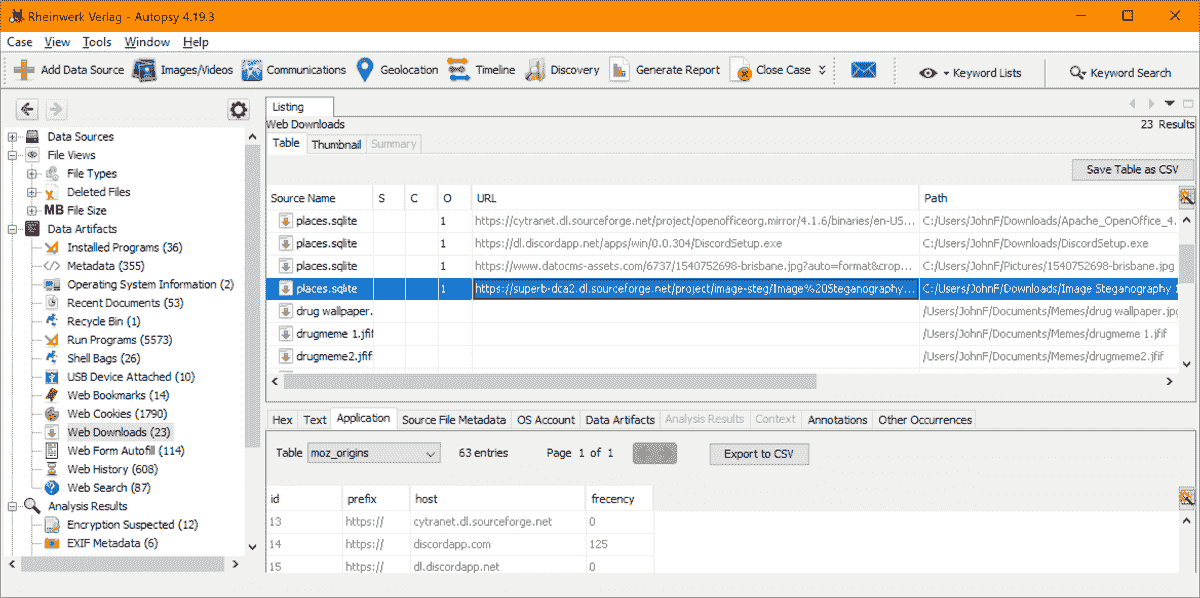 Rheinwerk Verlag - Autopsy 4.19.3
Case View Tools Window Help
Add Data Source Images/Videos Communications Geolocation Timeline Discovery Generate Report Close Case Keyword Lists Keyword Search
Data Sources
File Views
File Types
Deleted Files
MB File Size
Data Artifacts
Installed Programs (36)
Metadata (355)
Operating System Information (2)
Recent Documents (53)
Recycle Bin (1)
Run Programs (5573)
Shell Bags (26)
USB Device Attached (10)
Web Bookmarks (14)
Web Cookies (1790)
Web Downloads (23)
Web Form Autofill (114)
Web History (608)
Web Search (87)
Analysis Results
Encryption Suspected (12)
EXIF Metadata (6)
Listing
Web Downloads 23 Results
Table Thumbnail Summary
Save Table as CSV
Source Name S C O URL Path
places.sqlite 1 https://cytranet.dl.sourceforge.net/project/openofficeorg.mirror/4.1.6/binaries/en-US... C:/Users/JohnF/Downloads/Apache_OpenOffice_4.
places.sqlite 1 https://dl.discordapp.net/apps/win/0.0.304/DiscordSetup.exe C:/Users/JohnF/Downloads/DiscordSetup.exe
places.sqlite 1 https://www.datocms-assets.com/6737/1540752698-brisbane.jpg?auto=format&crop... C:/Users/JohnF/Pictures/1540752698-brisbane.jpg
places.sqlite 1 https://superb-dca2.dl.sourceforge.net/project/image-steg/Image%20Steganography... C:/Users/JohnF/Downloads/Image Steganography
drug wallpaper. /Users/JohnF/Documents/Memes/drug wallpaper.jpg
drugmeme 1.jfif /Users/JohnF/Documents/Memes/drugmeme 1.jfif
drugmeme2.jfif /Users/JohnF/Documents/Memes/drugmeme2.jfif
Hex Text Application Source File Metadata OS Account Data Artifacts Analysis Results Context Annotations Other Occurrences
Table moz_origins 63 entries Page 1 of 1 Export to CSV
id prefix host frecency
13 https:// cytranet.dl.sourceforge.net 0
14 https:// discordapp.com 125
15 https:// dl.discordapp.net 0